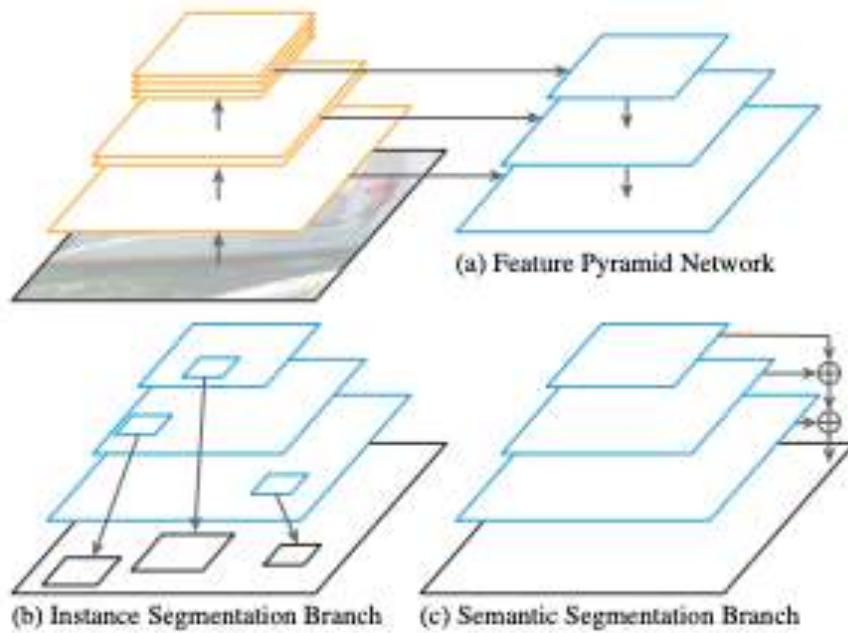 (a) Feature Pyramid Network
(b) Instance Segmentation Branch
(c) Semantic Segmentation Branch